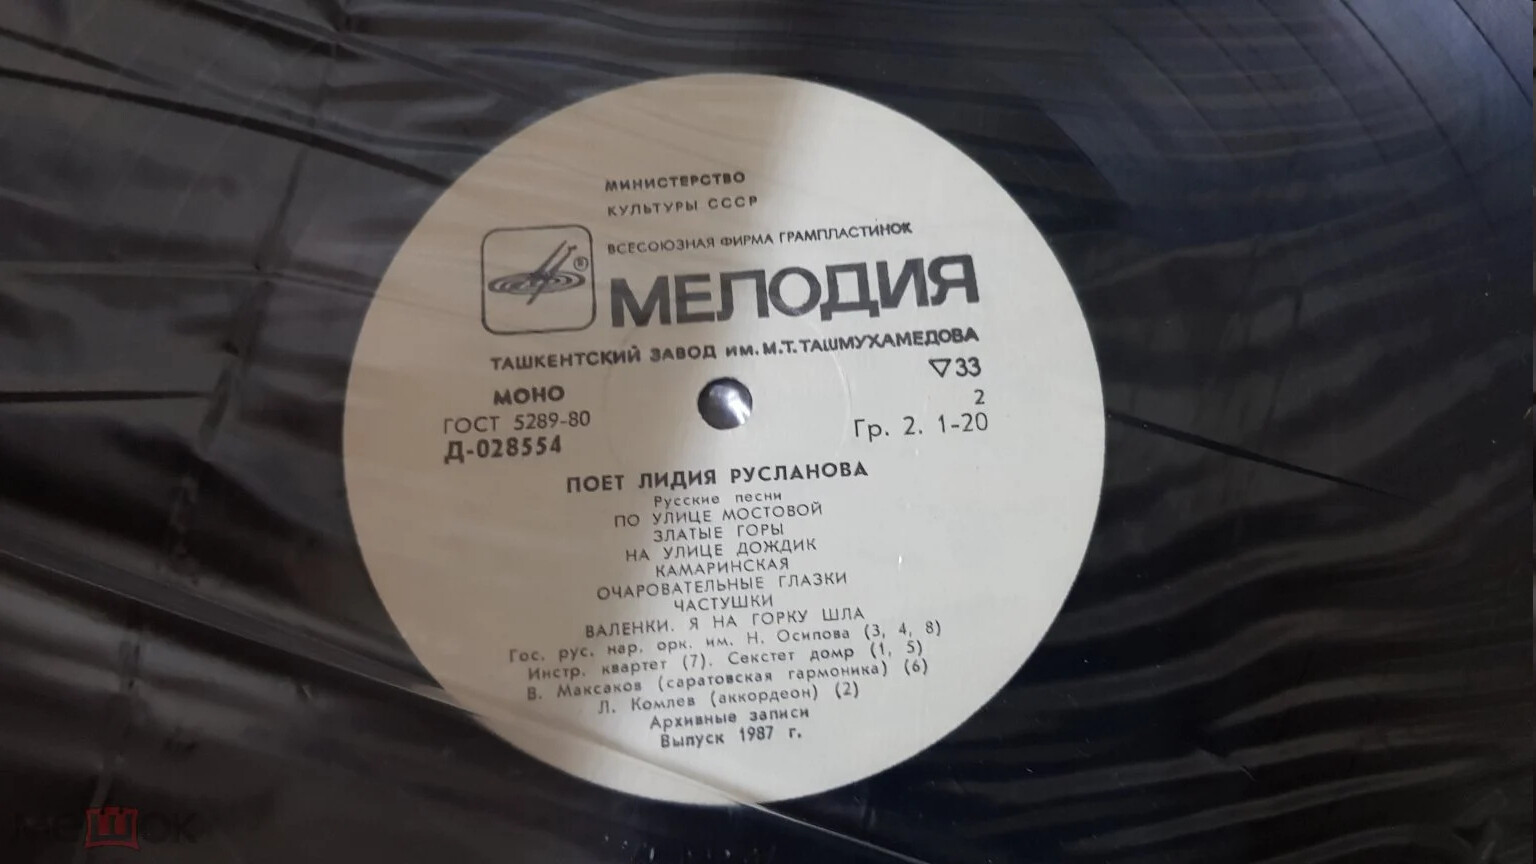 МИНИСТЕРСТВО
КУЛЬТУРЫ СССР
ВСЕСОЮЗНАЯ ФИРМА ГРАМПЛАСТИНОК
®
МЕЛОДИЯ
ТАШКЕНТСКИЙ ЗАВОД ИМ. М.Т. ТАШМУХАМЕДОВА
МОНО
ГОСТ 5289-80
Д-028554
▽33
2
Гр. 2. 1-20
ПОЕТ ЛИДИЯ РУСЛАНОВА
Русские песни
ПО УЛИЦЕ МОСТОВОЙ
ЗЛАТЫЕ ГОРЫ
НА УЛИЦЕ ДОЖДИК
КАМАРИНСКАЯ
ОЧАРОВАТЕЛЬНЫЕ ГЛАЗКИ
ЧАСТУШКИ
ВАЛЕНКИ. Я НА ГОРКУ ШЛА
Гос. рус. нар. орк. им. Н. Осипова (3, 4, 8)
Инстр. квартет (7). Секстет домр (1, 5)
В. Максаков (саратовская гармоника) (6)
Л. Комлев (аккордеон) (2)
Архивные записи
Выпуск 1987 г.
мешок